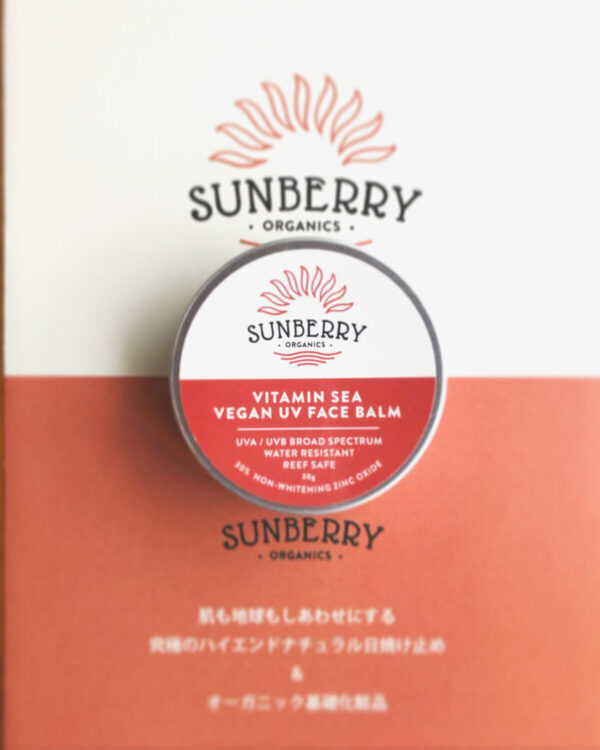 SUNBERRY
• ORGANICS •
SUNBERRY
• ORGANICS •
VITAMIN SEA
VEGAN UV FACE BALM
UVA / UVB BROAD SPECTRUM
WATER RESISTANT
REEF SAFE
30g
30% NON-WHITENING ZINC OXIDE
SUNBERRY
• ORGANICS •
肌も地球もしあわせにする
究極のハイエンドナチュラル日焼け止め
&
オーガニック基礎化粧品